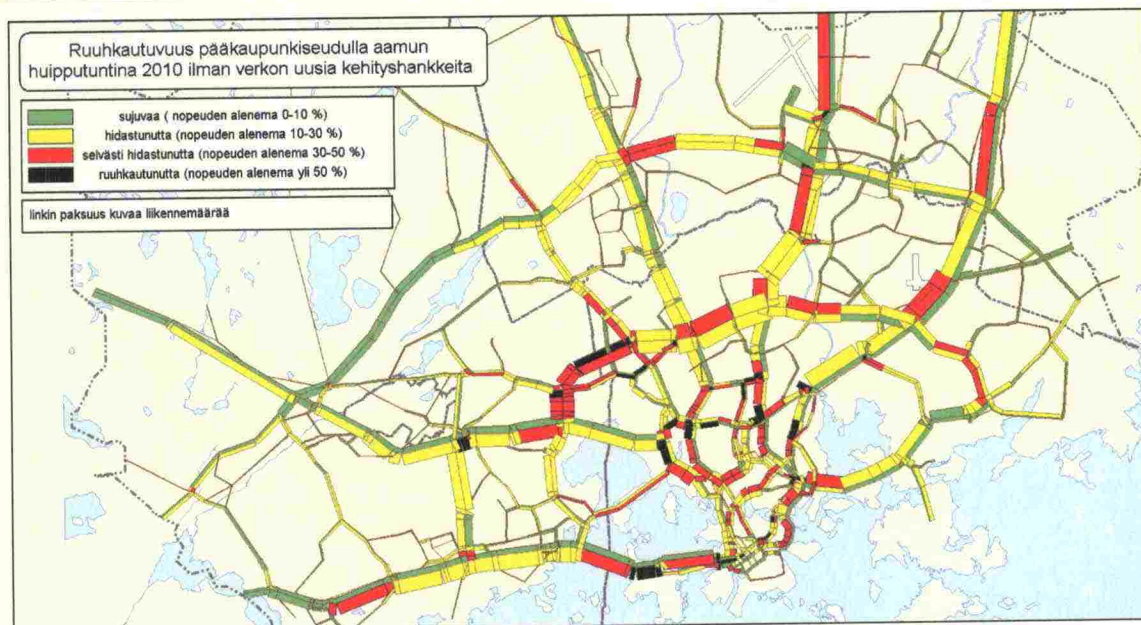 Ruuhkautuvuus pääkaupunkiseudulla aamun
huipputuntina 2010 ilman verkon uusia kehityshankkeita
sujuvaa ( nopeuden alenema 0-10 %)
hidastunutta (nopeuden alenema 10-30 %)
selvästi hidastunutta (nopeuden alenema 30-50 %)
ruuhkautunutta (nopeuden alenema yli 50 %)
linkin paksuus kuvaa liikennemäärää